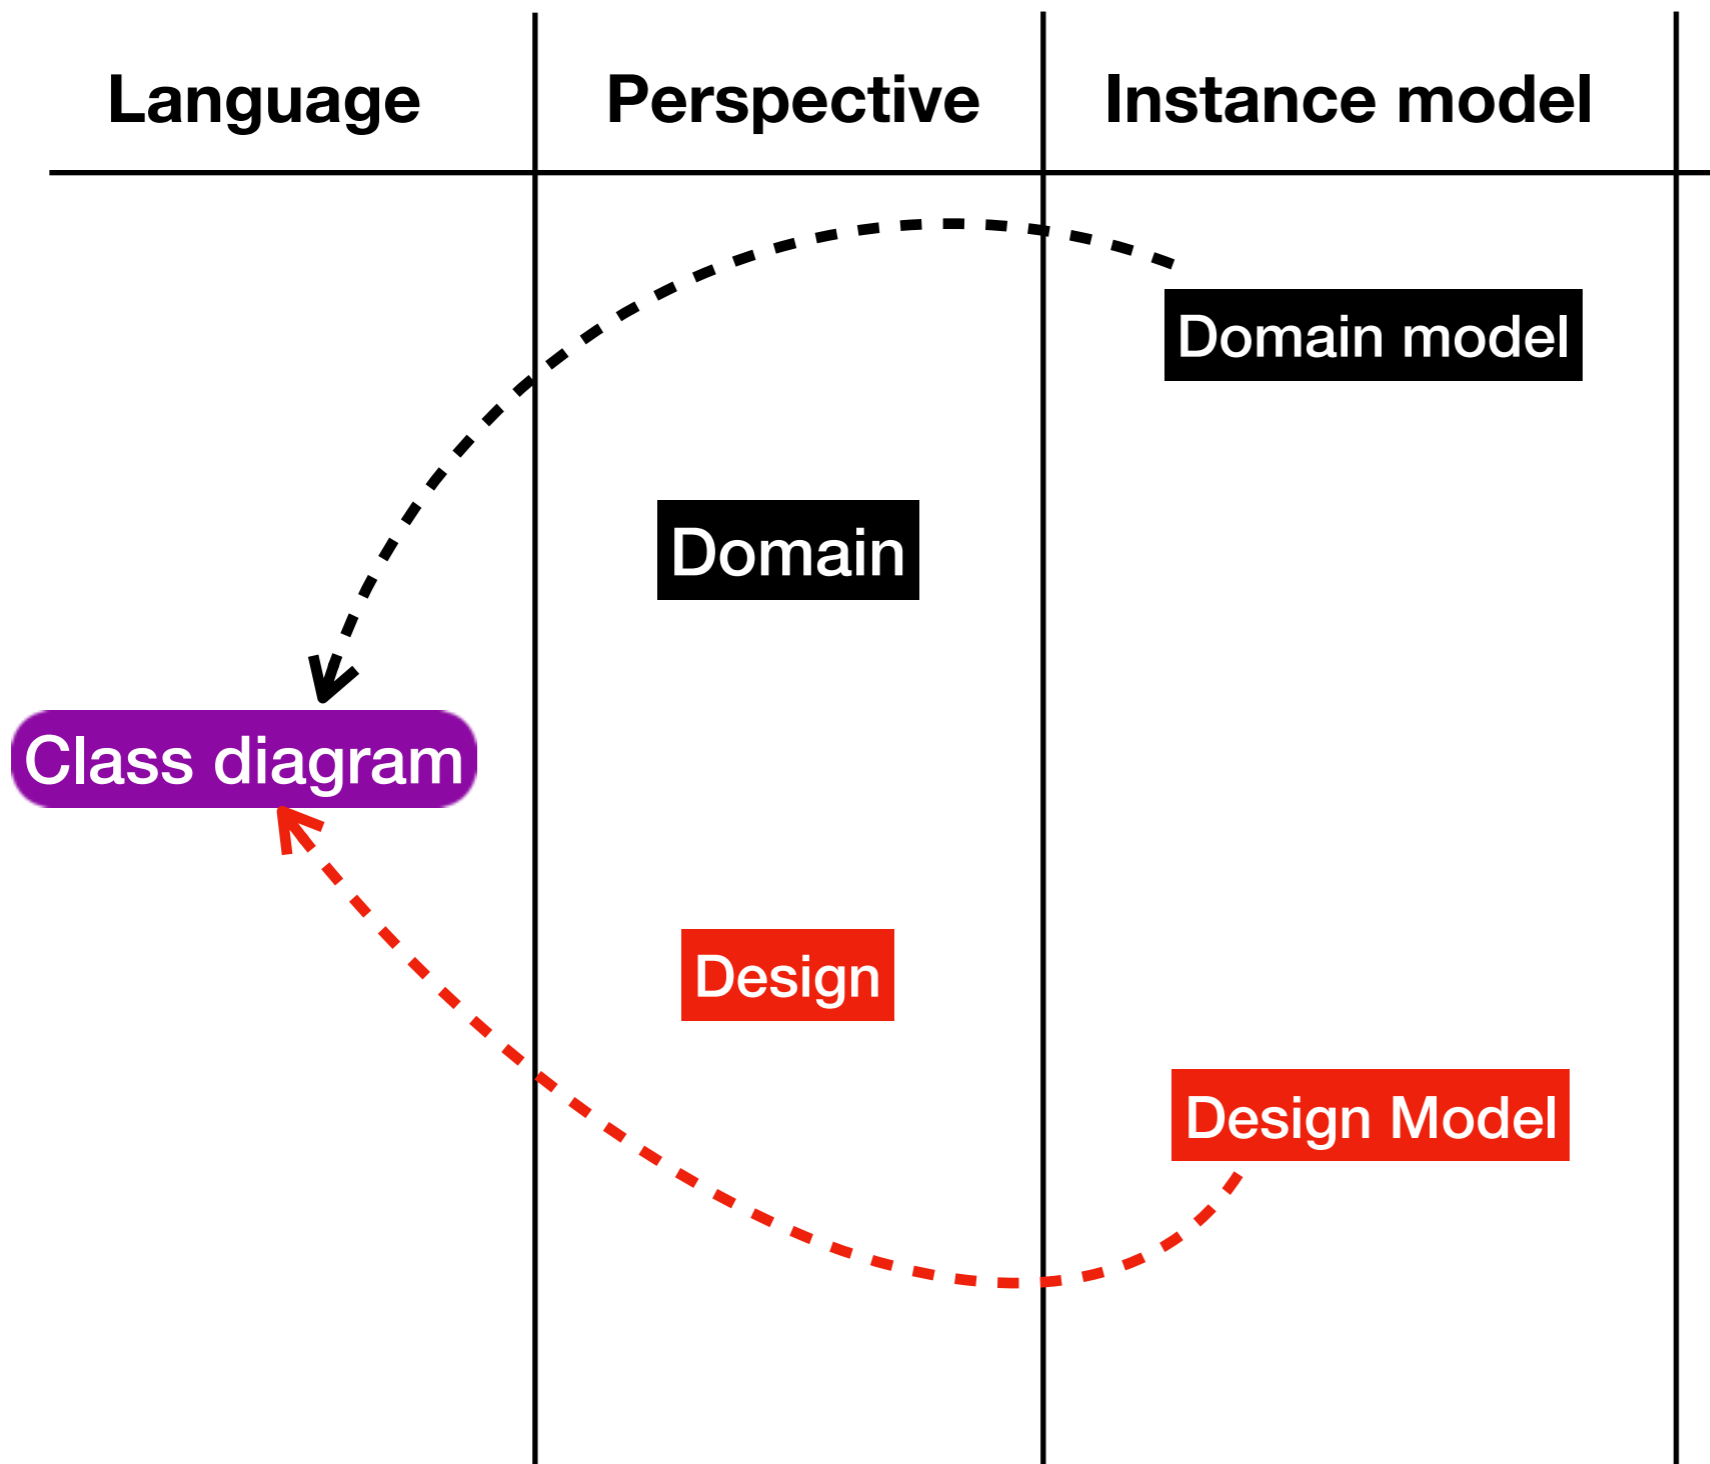 Language
Perspective
Instance model
Domain model
Domain
Class diagram
Design
Design Model